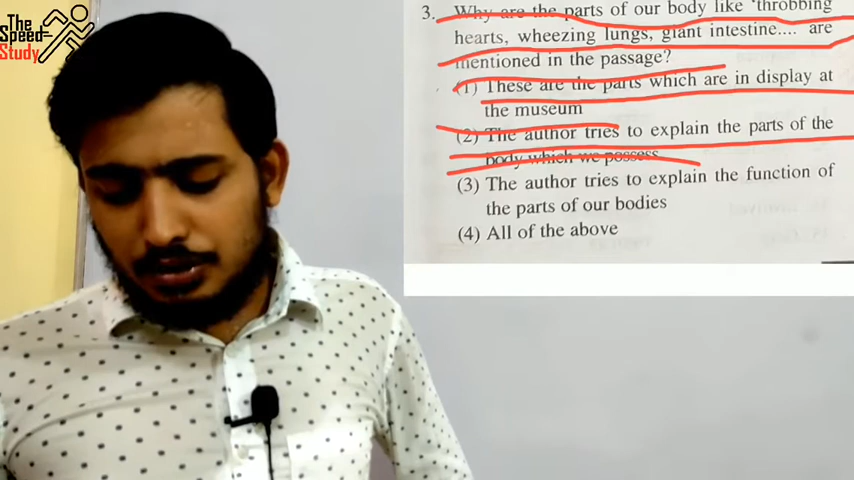 The
Speed
Study
3. Why are the parts of our body like 'throbbing
hearts, wheezing lungs, giant intestine.... are
mentioned in the passage?
(1) These are the parts which are in display at
the museum
(2) The author tries to explain the parts of the
body which we possess
(3) The author tries to explain the function of
the parts of our bodies
(4) All of the above